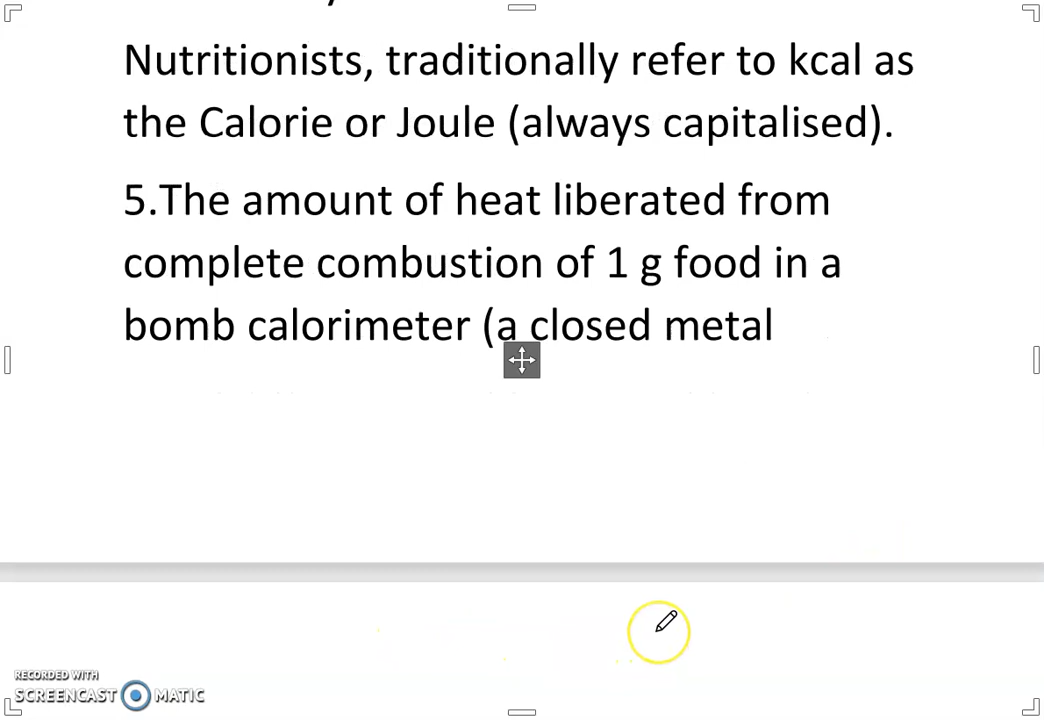 Nutritionists, traditionally refer to kcal as
the Calorie or Joule (always capitalised).
5.The amount of heat liberated from
complete combustion of 1 g food in a
bomb calorimeter (a closed metal
RECORDED WITH
SCREENCAST MATIC